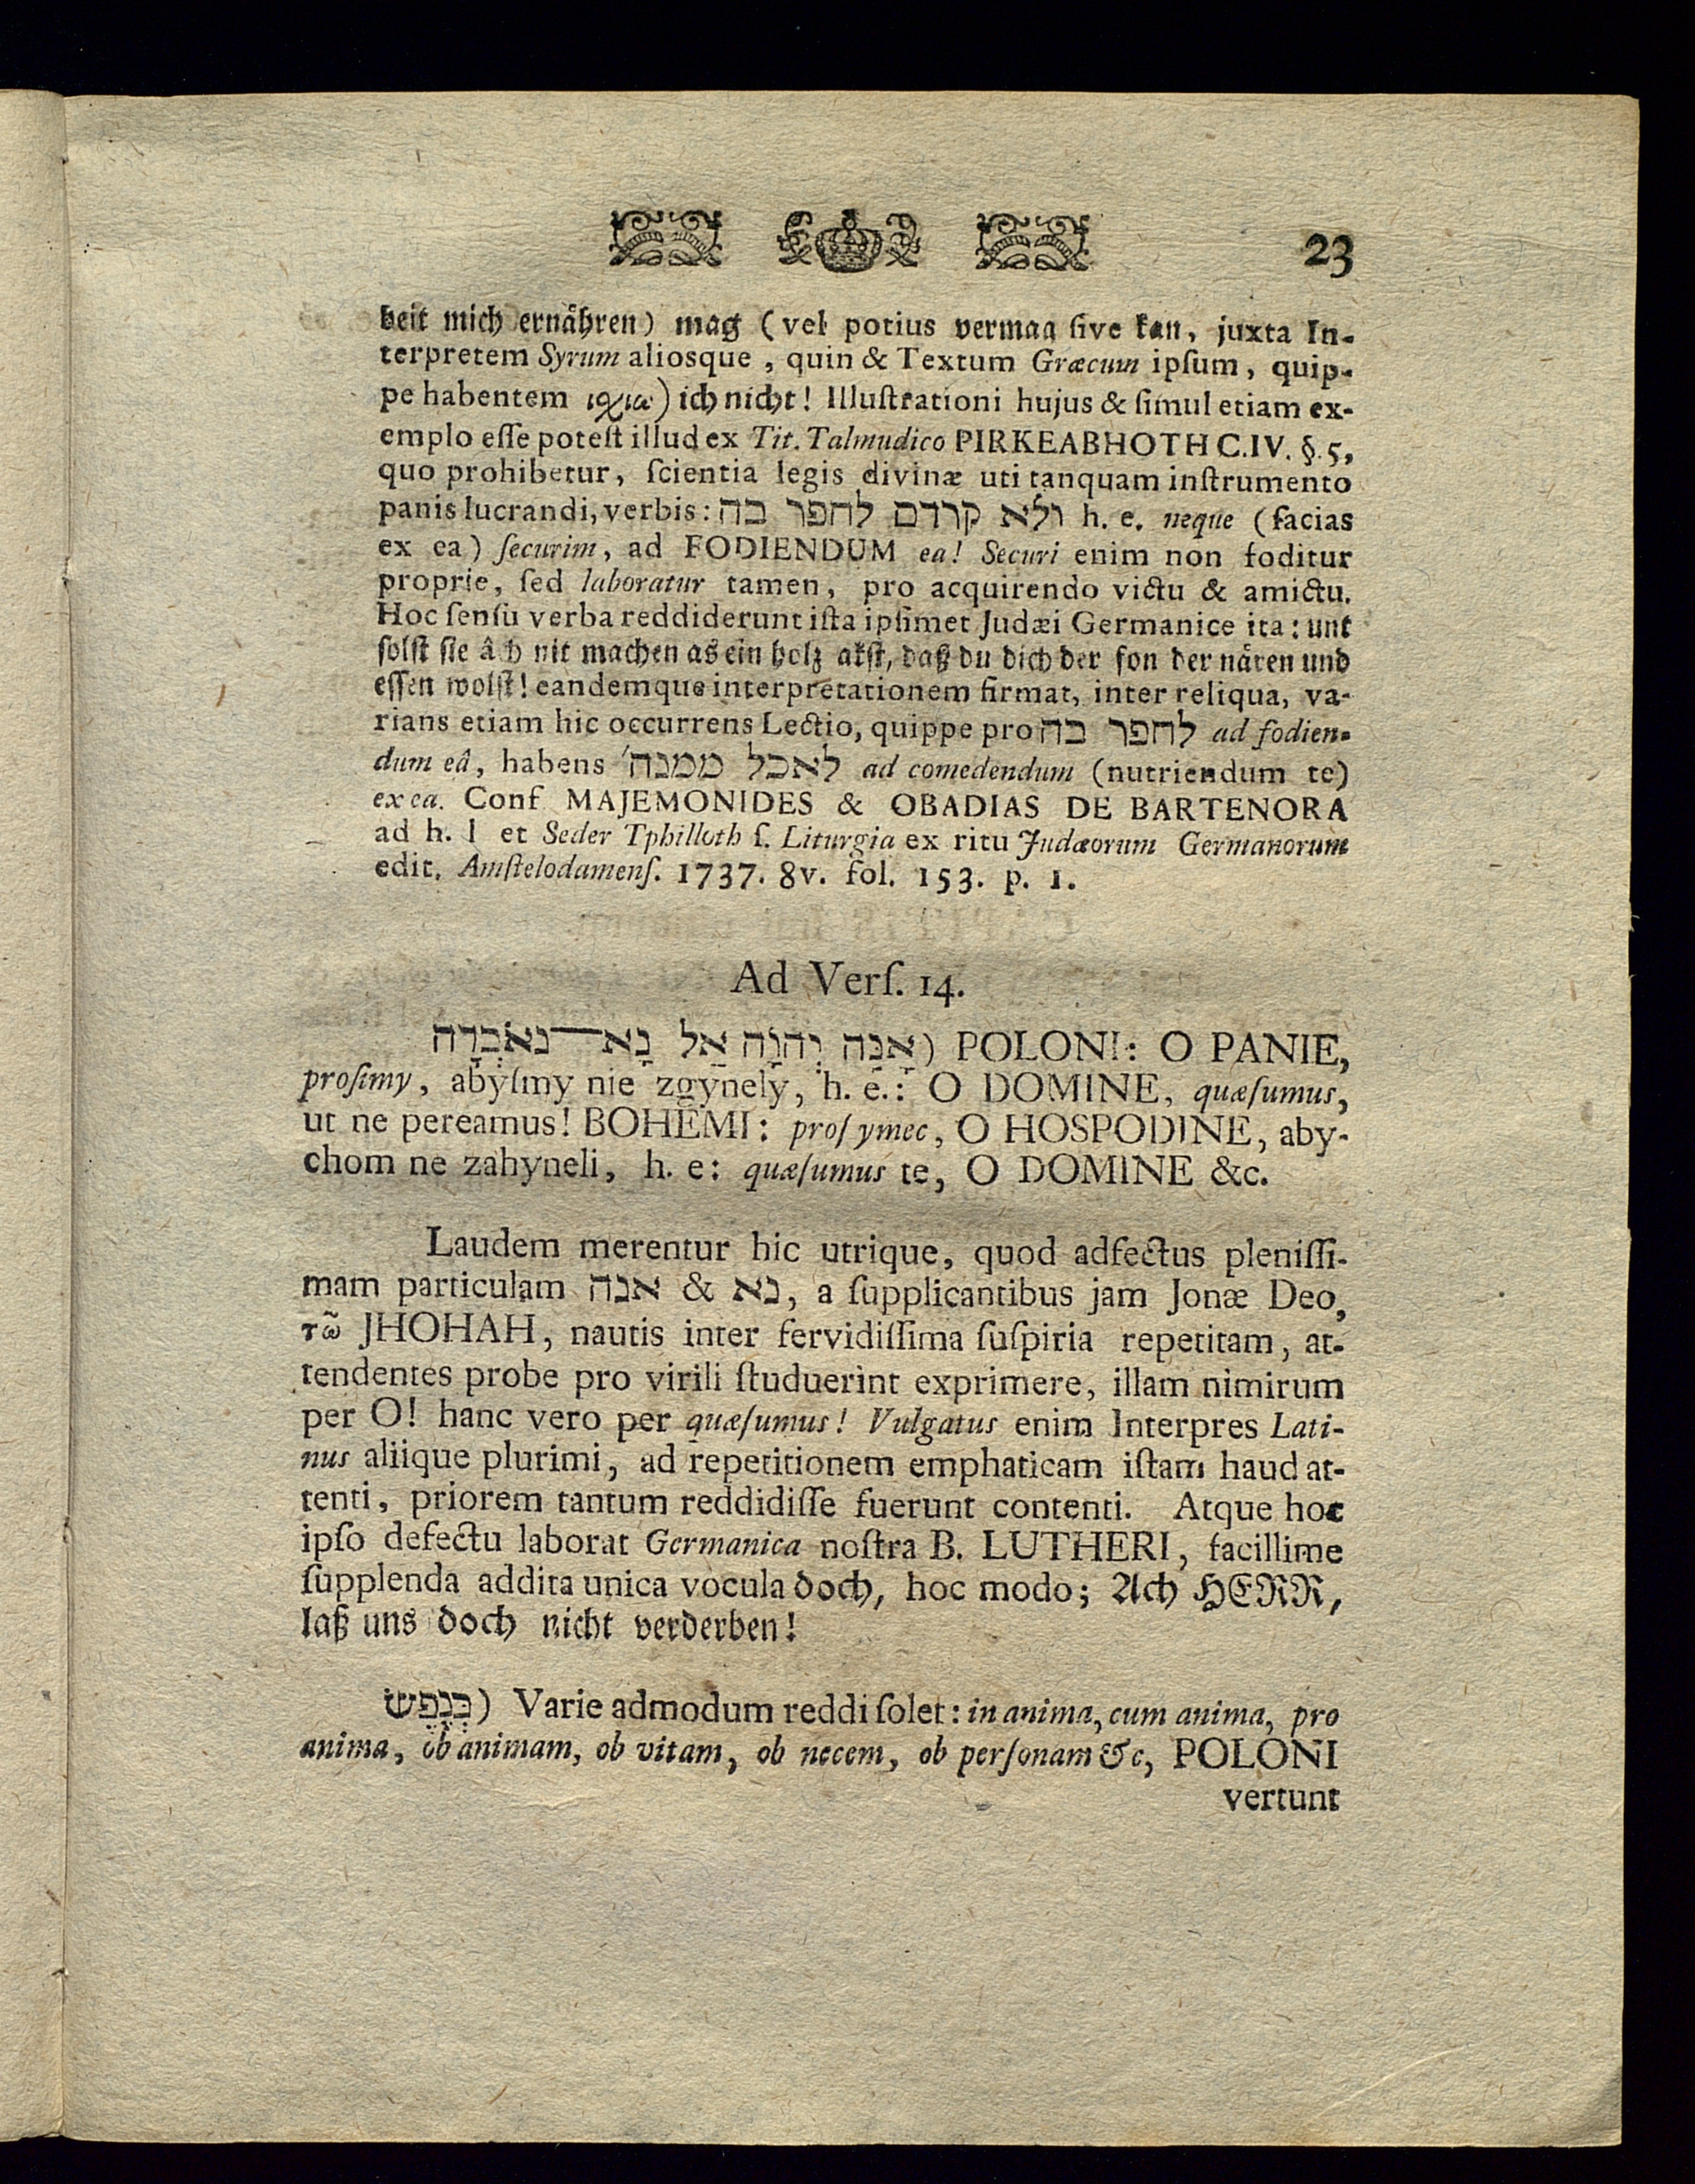 23
beit mich ernåhren) mag (vel potius vermag ſive kan, juxta In-
terpretem Syrum aliosque, quin & Textum Græcum ipſum, quip-
pe habentem ) ich nicht! Illuſtrationi hujus & ſimul etiam ex-
emplo eſſe poteſt illud ex Tit. Talmudico PIRKEABHOTH C.IV. §.5,
quo prohibetur, ſcientia legis divinæ uti tanquam inſtrumento
panis lucrandi, verbis: ולא קרדם לחפר בה h. e. neque (facias
ex ea) ſecurim, ad FODIENDUM ea! Securi enim non foditur
proprie, ſed laboratur tamen, pro acquirendo victu & amictu.
Hoc ſenſu verba reddiderunt iſta ipſimet Judæi Germanice ita: unt
ſolſt ſie âch nit machen as ein holz akſt, daß du dich der fon der nåren und
eſſen wolſt! eandemque interpretationem firmat, inter reliqua, va-
rians etiam hic occurrens Lectio, quippe pro לחפר בה ad fodien-
dum eâ, habens לאכל ממנה' ad comedendum (nutriendum te)
ex ea. Conf MAJEMONIDES & OBADIAS DE BARTENORA
ad h. l et Seder Tphilloth ſ. Liturgia ex ritu Judæorum Germanorum
edit. Amſtelodamenſ. 1737. 8v. fol. 153. p. 1.
Ad Verſ. 14.
אָנָּה יְהוָֹה אַל נָא־נֹאבְדָה) POLONI: O PANIE,
proſimy, abyſmy nie zgynely, h. e.: O DOMINE, quæſumus,
ut ne pereamus! BOHEMI: proſymec, O HOSPODINE, aby-
chom ne zahyneli, h. e: quæſumus te, O DOMINE &c.
Laudem merentur hic utrique, quod adfectus pleniſſi-
mam particulam אנה & נא, a ſupplicantibus jam Jonæ Deo,
τῶ JHOHAH, nautis inter fervidiſſima ſuſpiria repetitam, at-
tendentes probe pro virili ſtuduerint exprimere, illam nimirum
per O! hanc vero per quæſumus! Vulgatus enim Interpres Lati-
nus aliique plurimi, ad repetitionem emphaticam iſtam haud at-
tenti, priorem tantum reddidiſſe fuerunt contenti. Atque hoc
ipſo defectu laborat Germanica noſtra B. LUTHERI, facillime
ſupplenda addita unica vocula doch, hoc modo; Ach HERR,
laß uns doch nicht verderben!
בְּנֶפֶשׁ) Varie admodum reddi ſolet: in anima, cum anima, pro
anima, ob animam, ob vitam, ob necem, ob perſonam &c, POLONI
vertunt